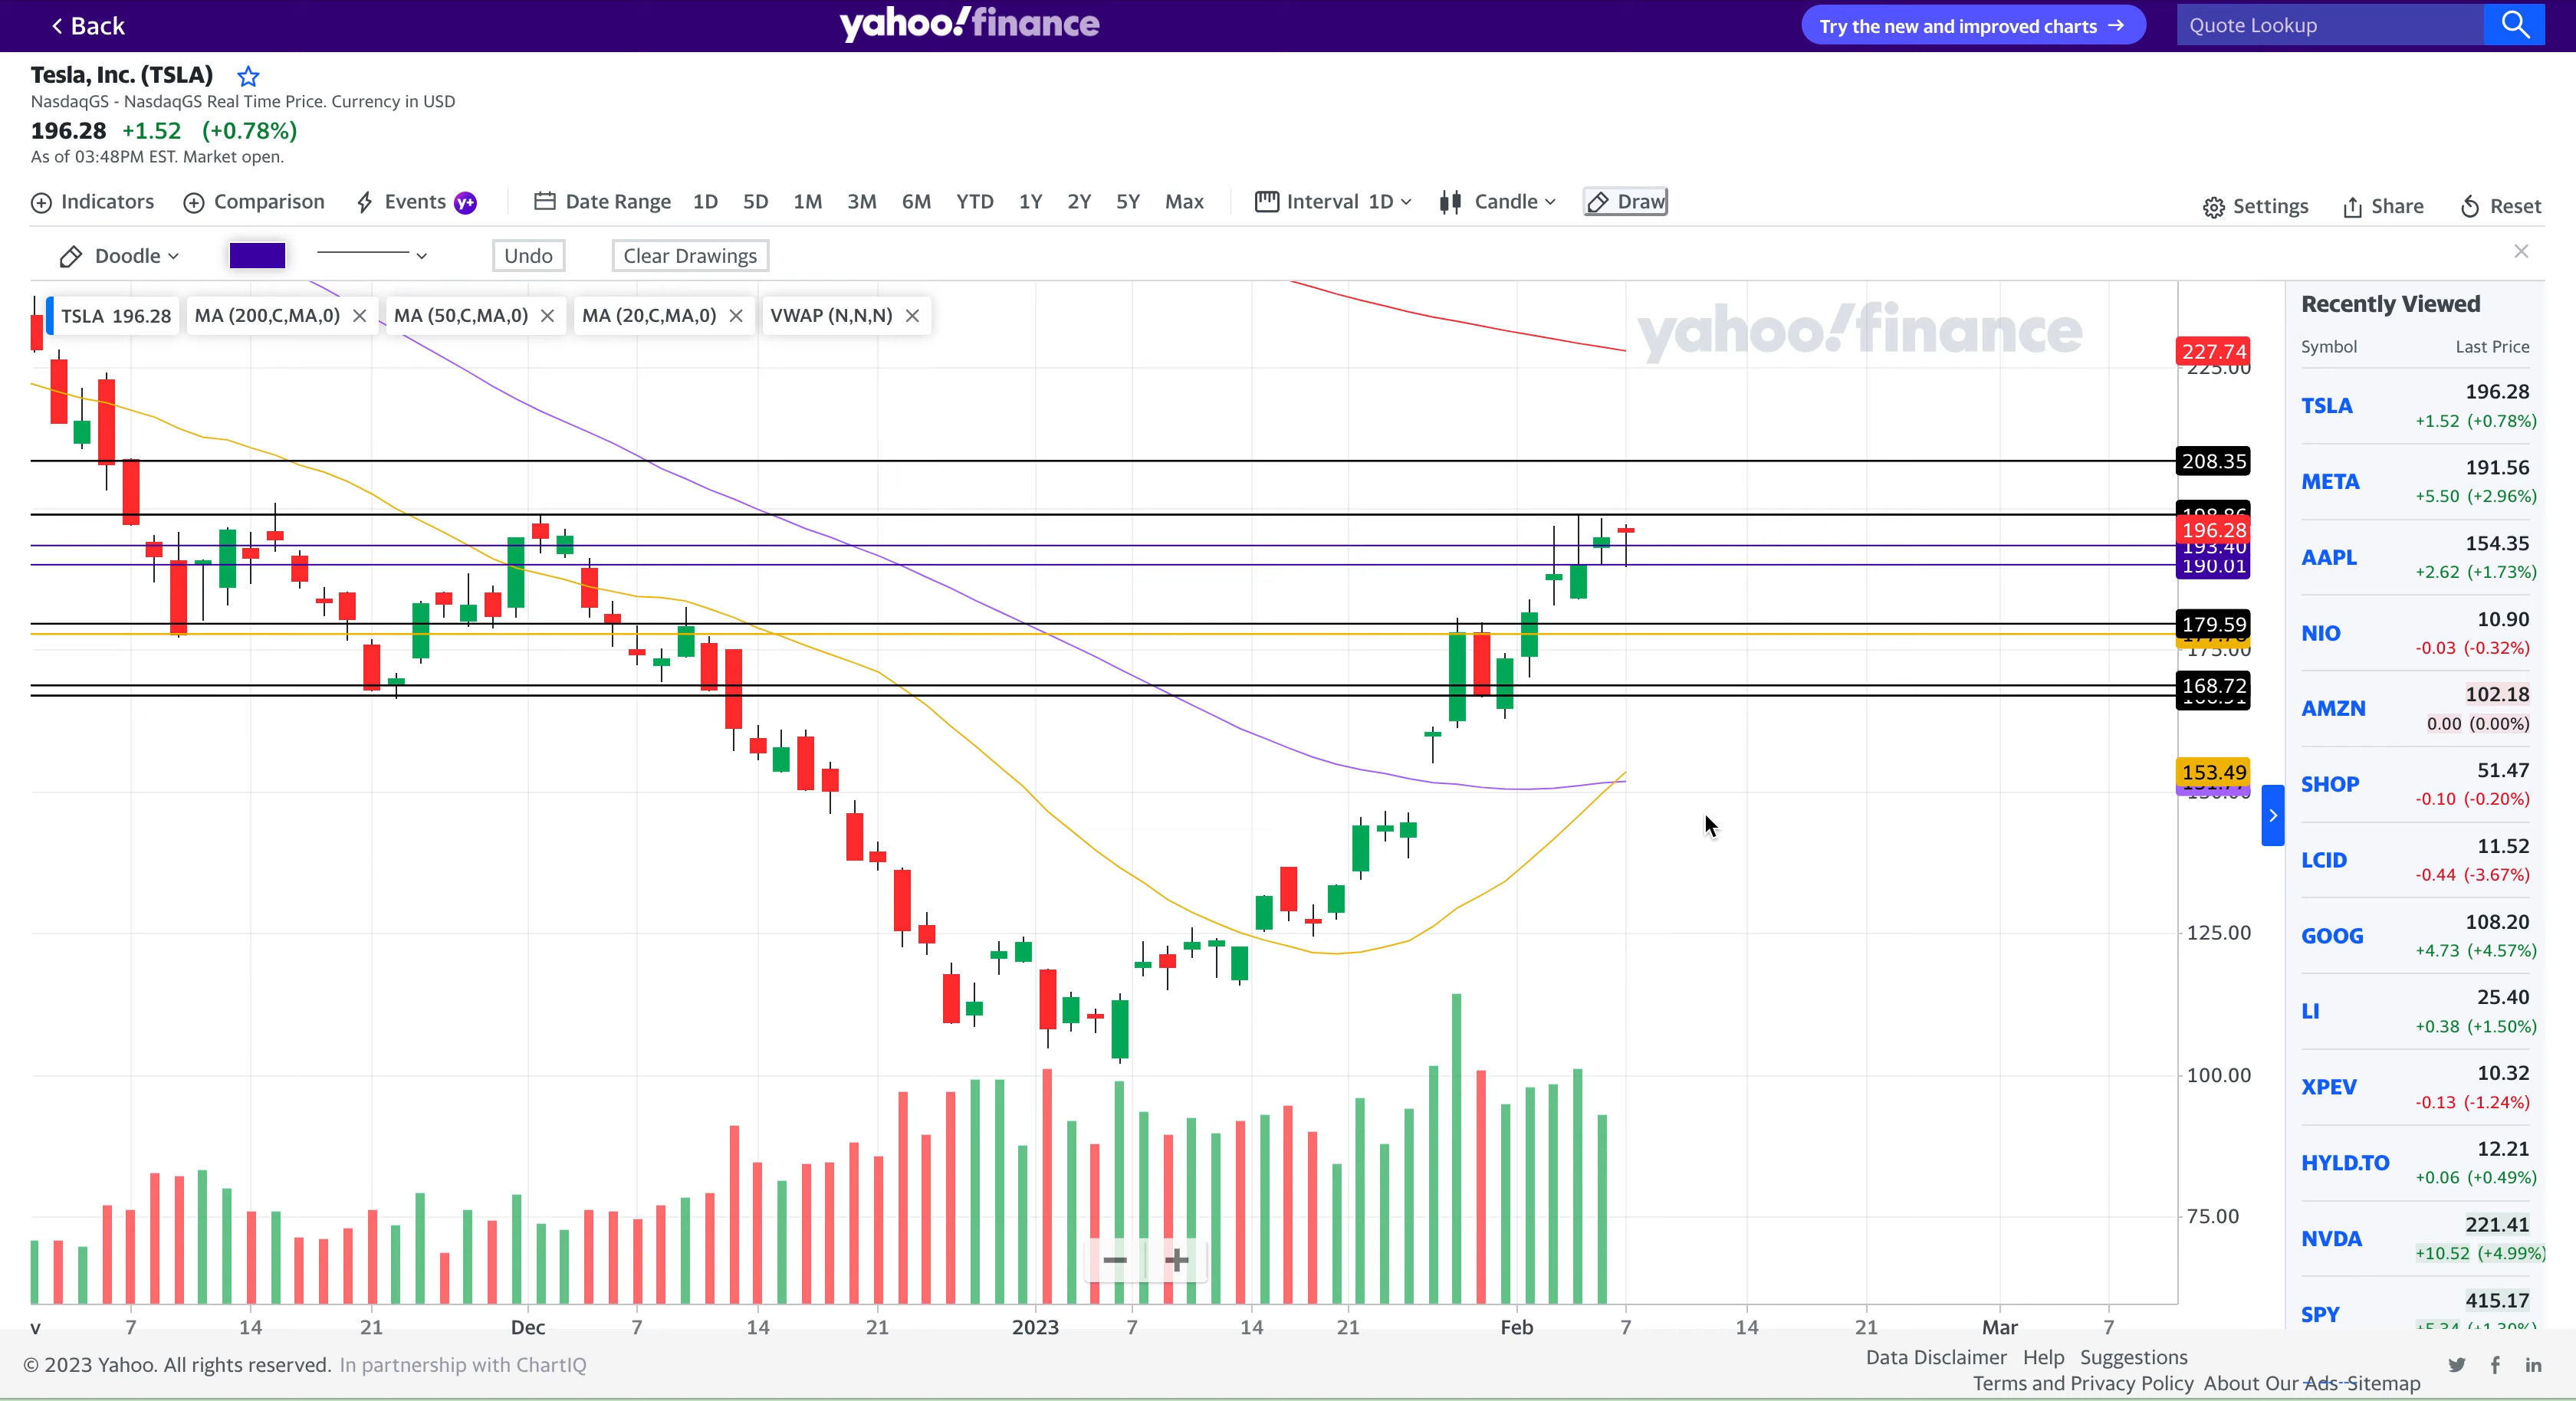 Back
yahoo!finance
Try the new and improved charts →
Quote Lookup
Tesla, Inc. (TSLA)
NasdaqGS - NasdaqGS Real Time Price. Currency in USD
196.28 +1.52 (+0.78%)
As of 03:48PM EST. Market open.
Indicators Comparison Events y+ Date Range 1D 5D 1M 3M 6M YTD 1Y 2Y 5Y Max Interval 1D Candle Draw Settings Share Reset
Doodle Undo Clear Drawings
TSLA 196.28 MA (200,C,MA,0) MA (50,C,MA,0) MA (20,C,MA,0) VWAP (N,N,N)
yahoo!finance
227.74
225.00
208.35
198.86
196.28
193.40
190.01
179.59
175.00
168.72
153.49
150.00
125.00
100.00
75.00
v 7 14 21 Dec 7 14 21 2023 7 14 21 Feb 7 14 21 Mar 7
Recently Viewed
Symbol Last Price
TSLA 196.28
+1.52 (+0.78%)
META 191.56
+5.50 (+2.96%)
AAPL 154.35
+2.62 (+1.73%)
NIO 10.90
-0.03 (-0.32%)
AMZN 102.18
0.00 (0.00%)
SHOP 51.47
-0.10 (-0.20%)
LCID 11.52
-0.44 (-3.67%)
GOOG 108.20
+4.73 (+4.57%)
LI 25.40
+0.38 (+1.50%)
XPEV 10.32
-0.13 (-1.24%)
HYLD.TO 12.21
+0.06 (+0.49%)
NVDA 221.41
+10.52 (+4.99%)
SPY 415.17
© 2023 Yahoo. All rights reserved. In partnership with ChartIQ
Data Disclaimer Help Suggestions
Terms and Privacy Policy About Our Ads Sitemap